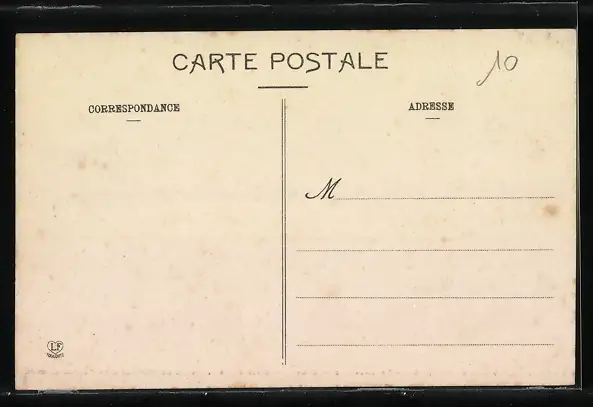 CARTE POSTALE
10
CORRESPONDANCE
ADRESSE
M
LF